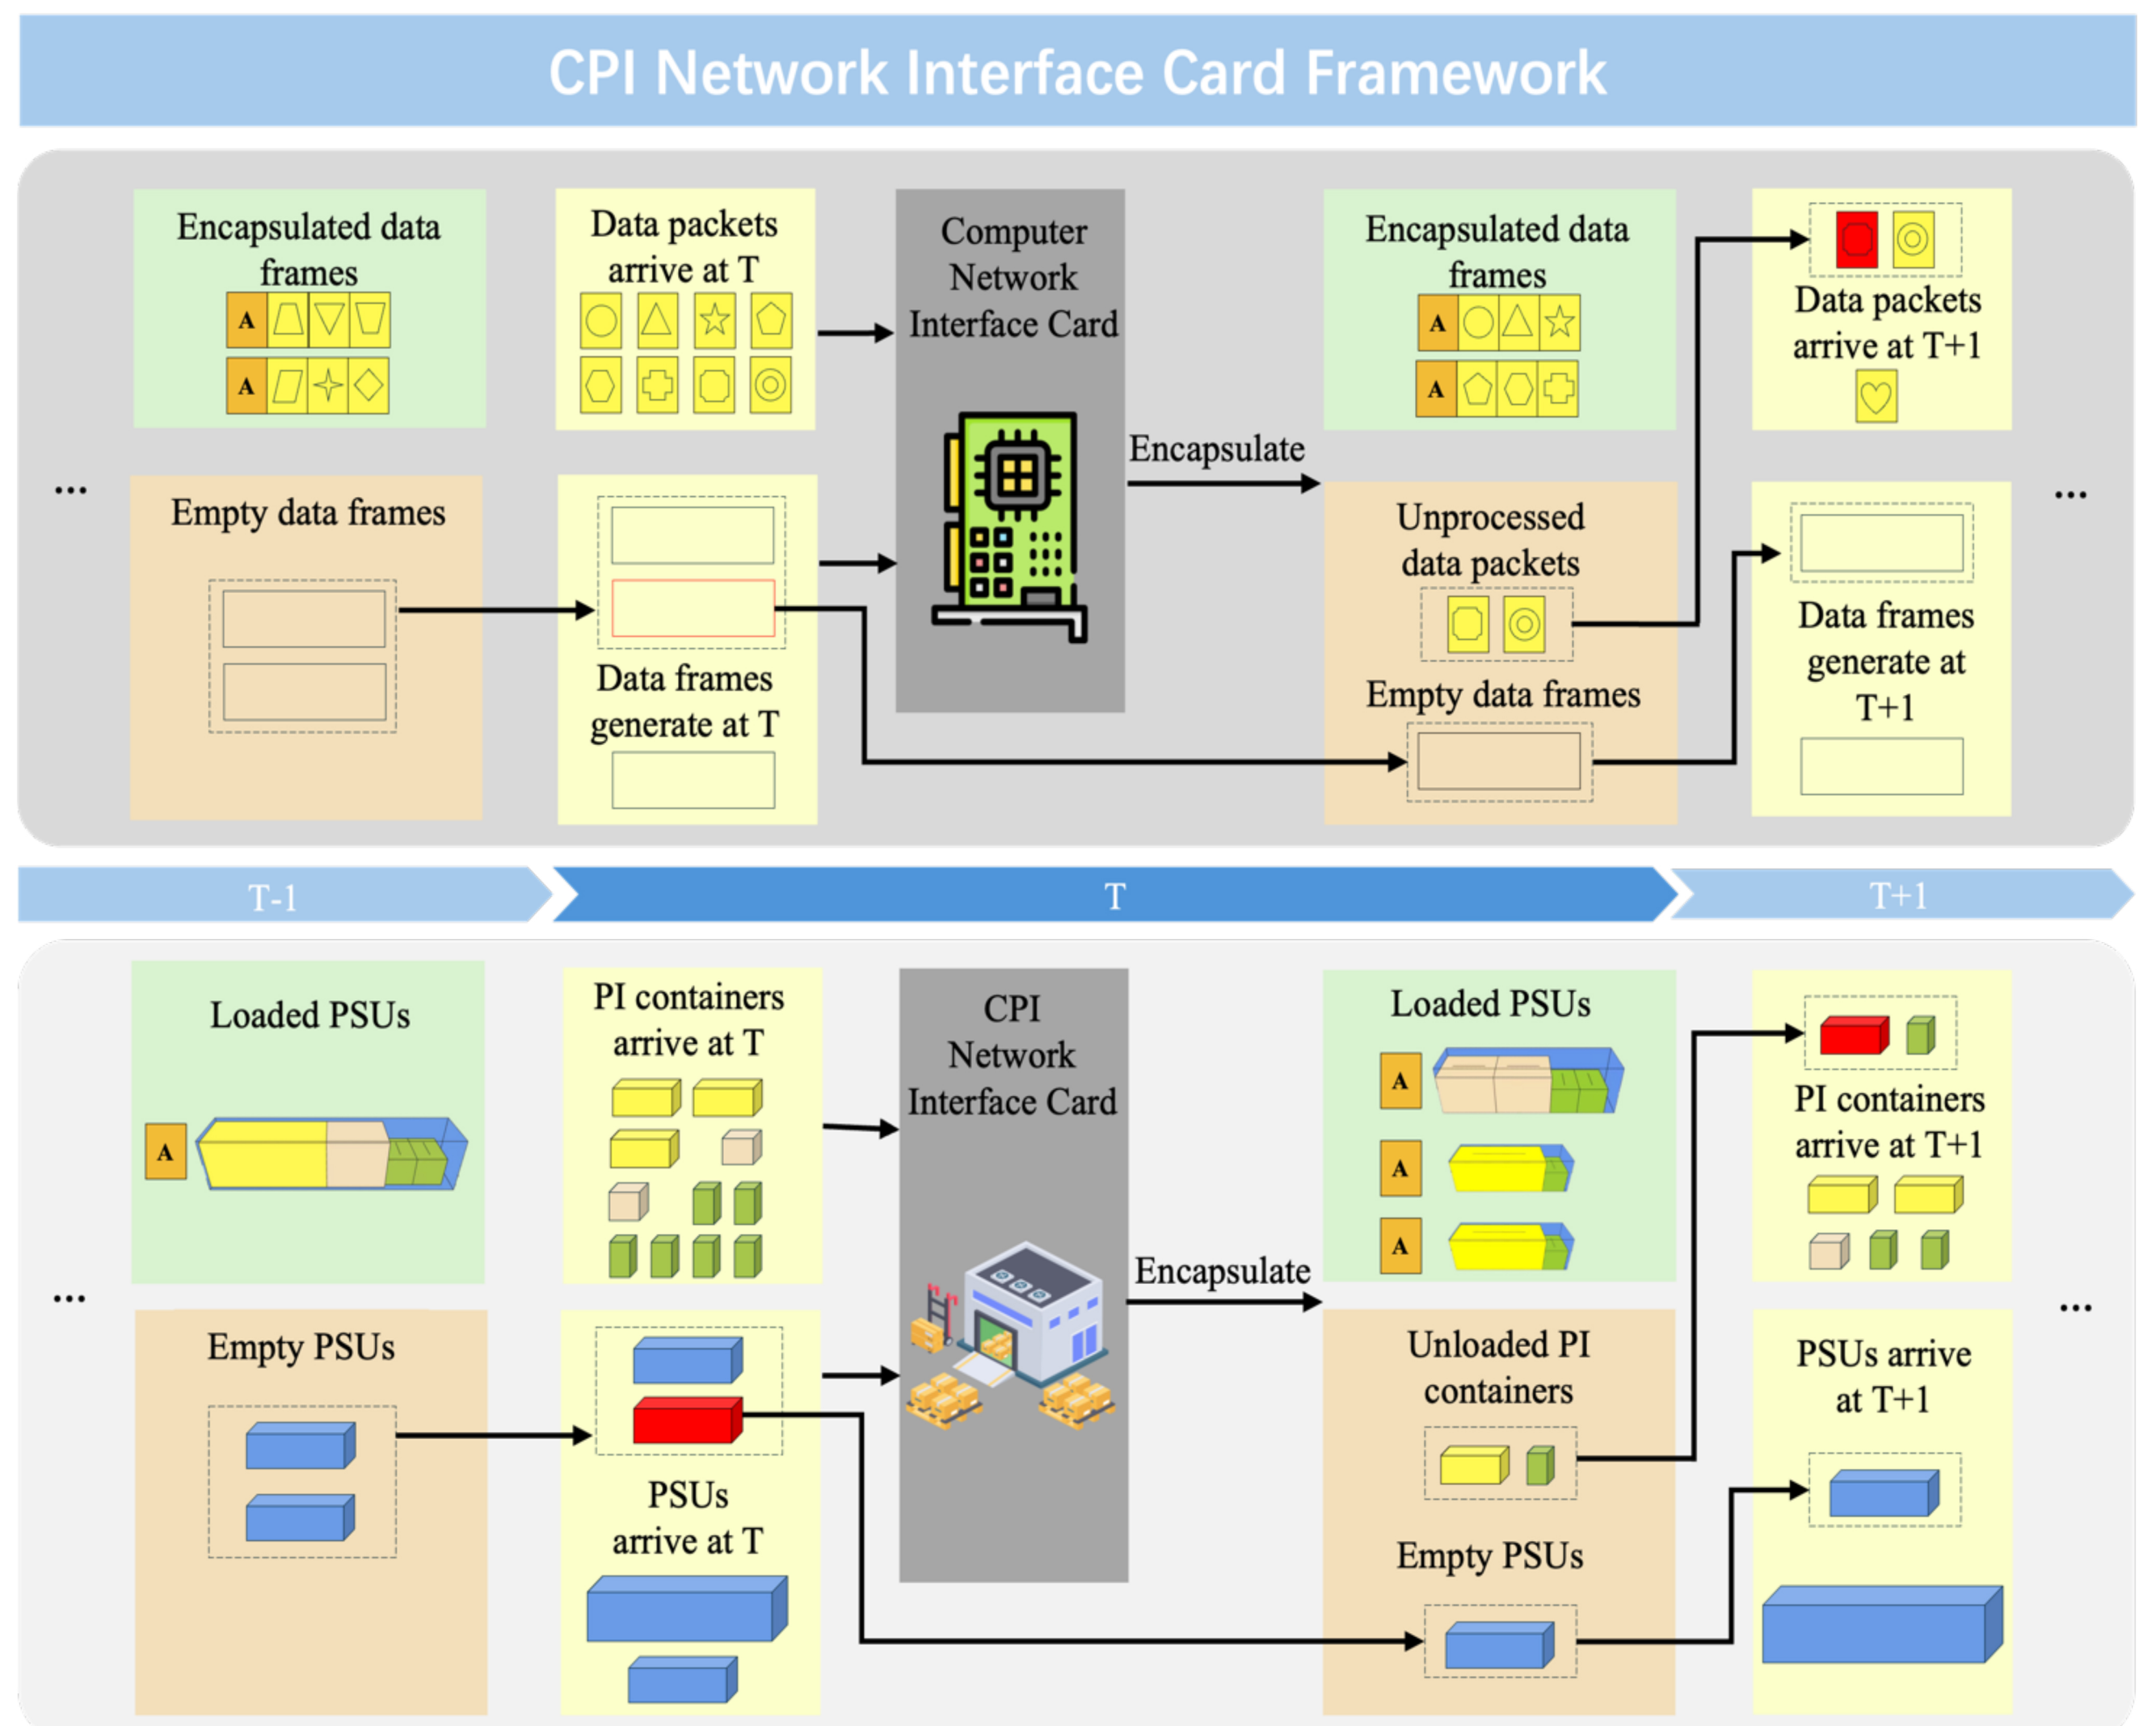 CPI Network Interface Card Framework
Encapsulated data
frames
A
A
Data packets
arrive at T
Computer
Network
Interface Card
Encapsulated data
frames
A
A
Data packets
arrive at T+1
...
Empty data frames
Data frames
generate at T
Encapsulate
Unprocessed
data packets
Empty data frames
Data frames
generate at
T+1
...
T-1
T
T+1
Loaded PSUs
A
PI containers
arrive at T
CPI
Network
Interface Card
Loaded PSUs
A
A
A
PI containers
arrive at T+1
...
Empty PSUs
PSUs
arrive at T
Encapsulate
Unloaded PI
containers
Empty PSUs
PSUs arrive
at T+1
...